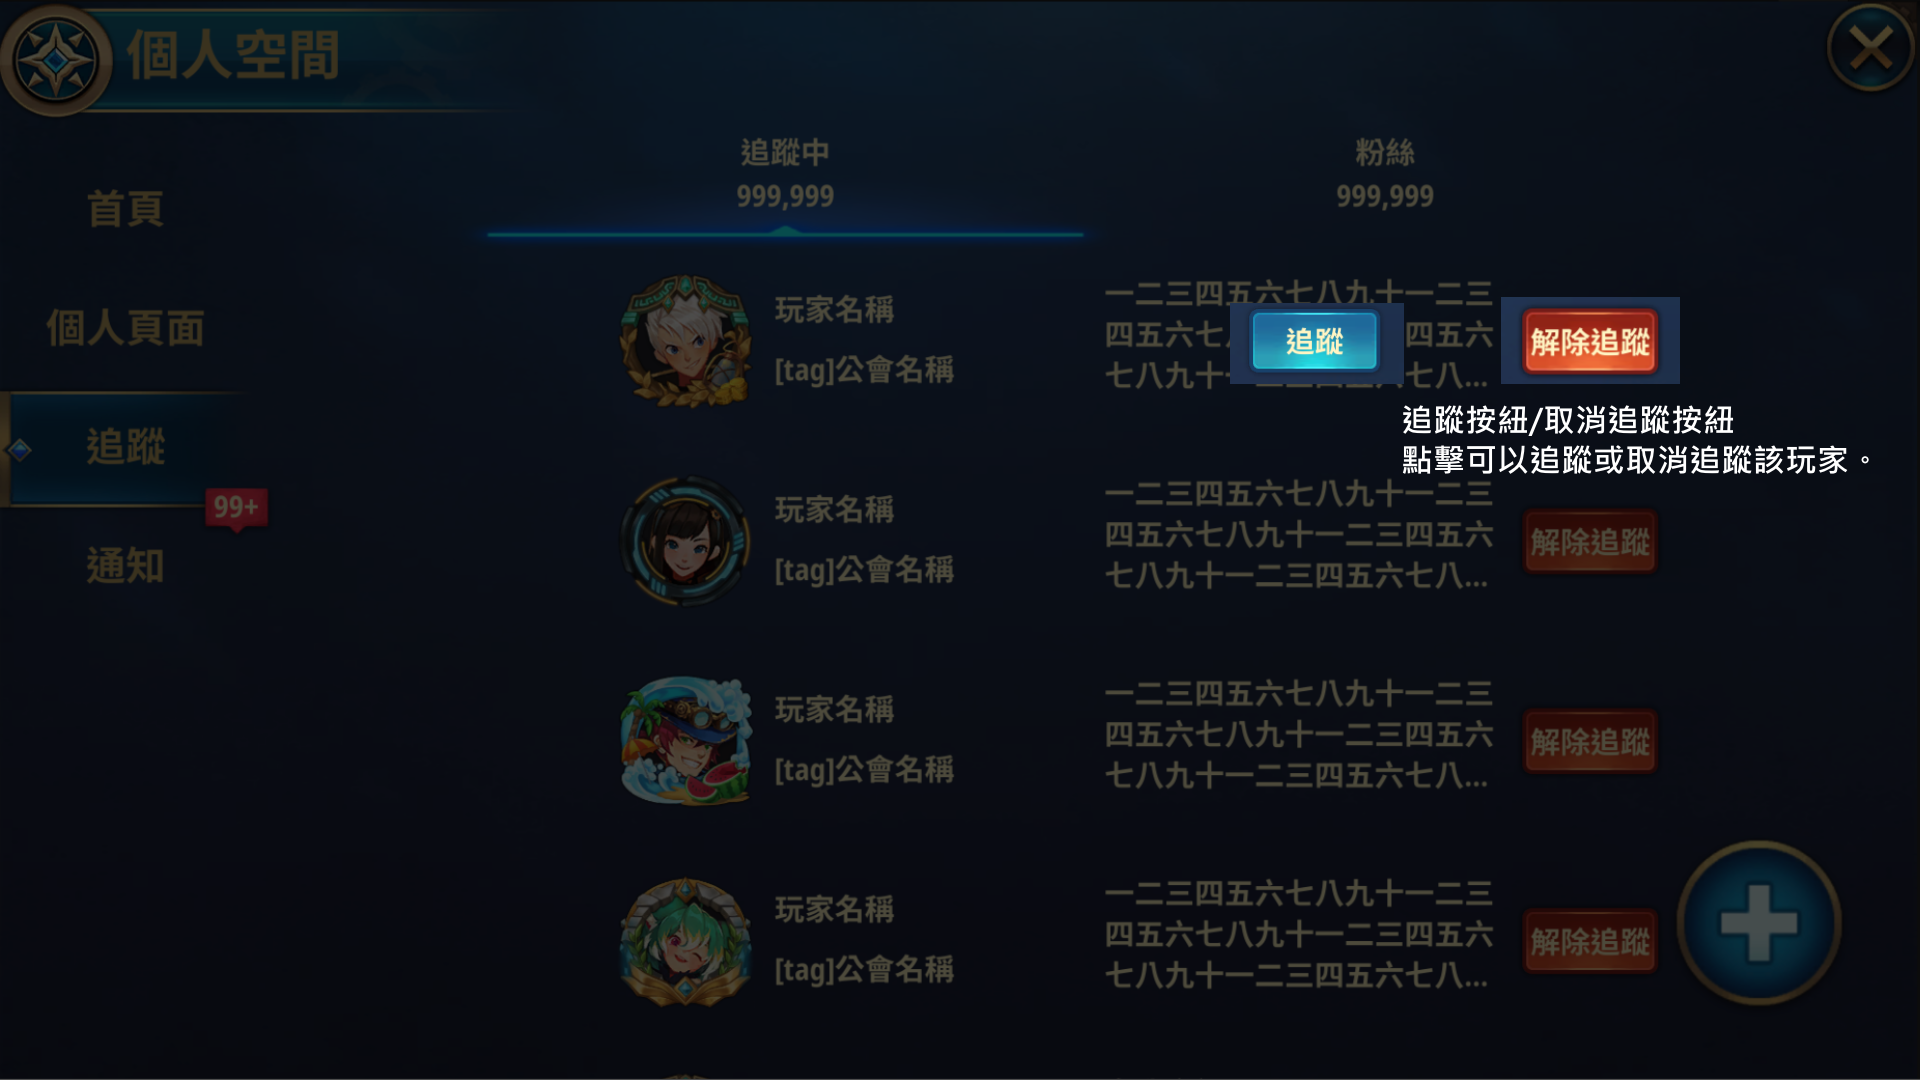 個人空間
首頁
個人頁面
追蹤
99+
通知
追蹤中
999,999
粉絲
999,999
玩家名稱
[tag]公會名稱
一二三四五六七八九十一二三
四五六七 四五六
七八九十一二三四五六七八...
追蹤
解除追蹤
追蹤按紐/取消追蹤按紐
點擊可以追蹤或取消追蹤該玩家。
玩家名稱
[tag]公會名稱
一二三四五六七八九十一二三
四五六七八九十一二三四五六
七八九十一二三四五六七八...
解除追蹤
玩家名稱
[tag]公會名稱
一二三四五六七八九十一二三
四五六七八九十一二三四五六
七八九十一二三四五六七八...
解除追蹤
玩家名稱
[tag]公會名稱
一二三四五六七八九十一二三
四五六七八九十一二三四五六
七八九十一二三四五六七八...
解除追蹤